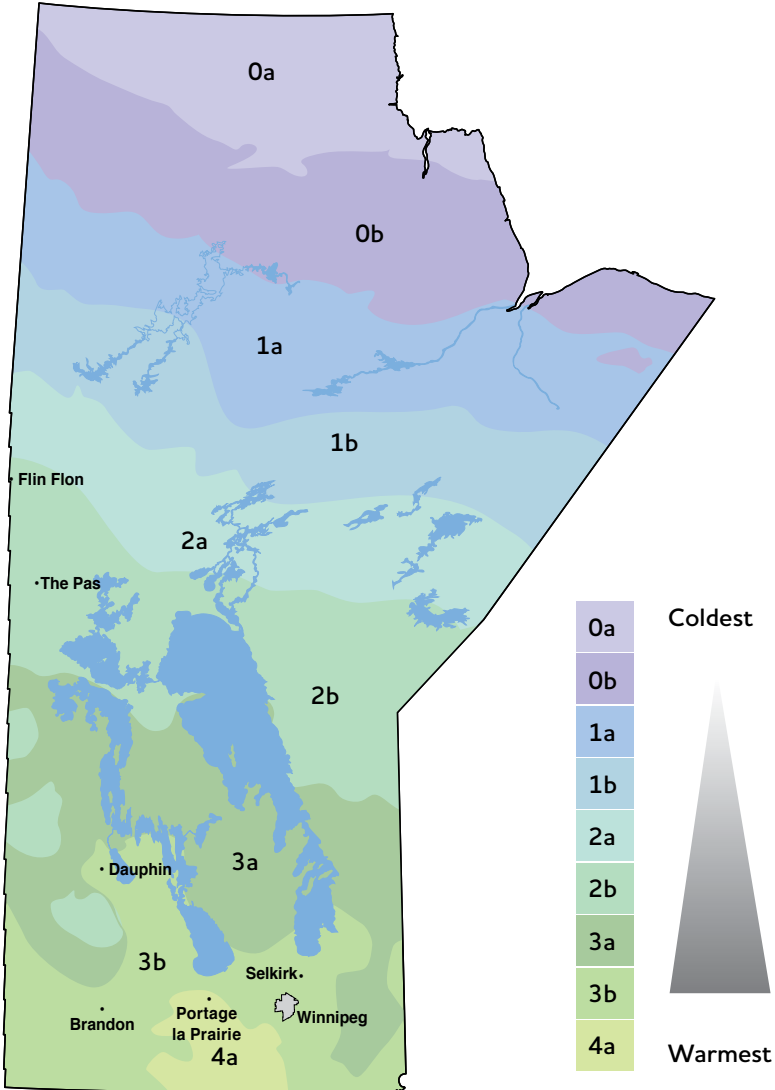 0a
0b
1a
1b
Flin Flon
2a
The Pas
2b
3a
Dauphin
3b
Selkirk
Brandon
Portage
la Prairie
Winnipeg
4a
0a
Coldest
0b
1a
1b
2a
2b
3a
3b
4a
Warmest